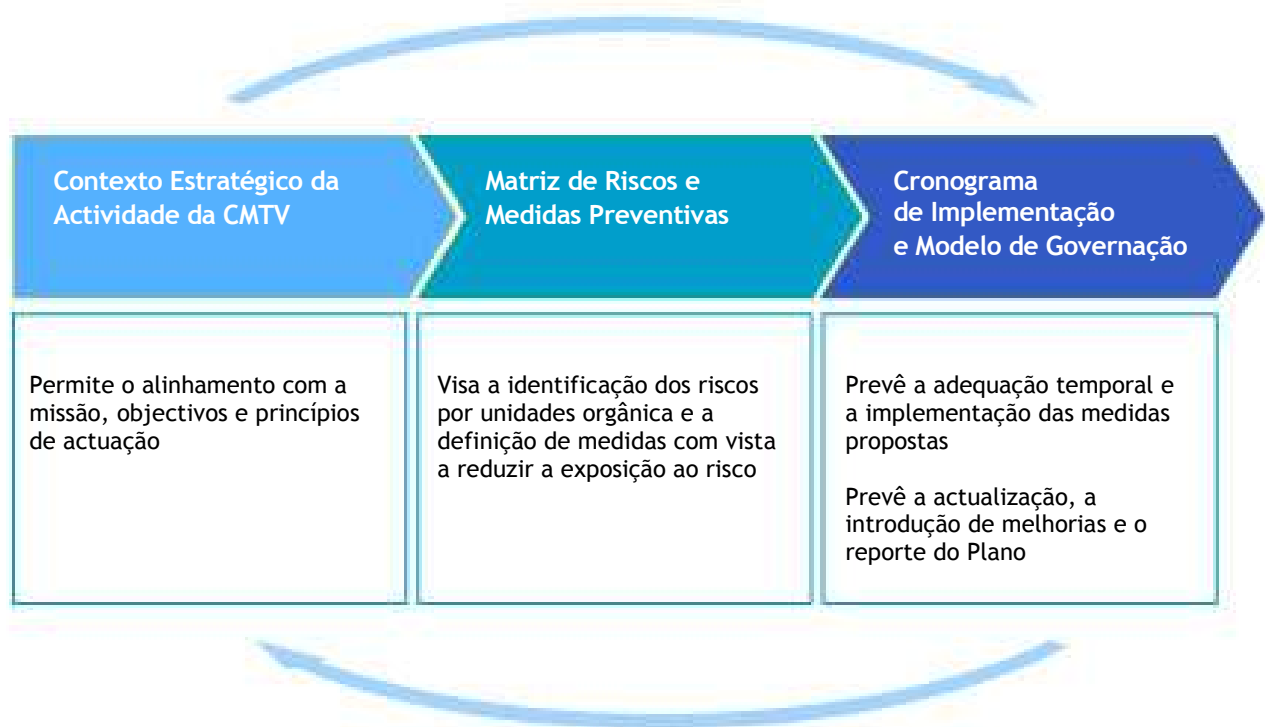 Contexto Estratégico da
Actividade da CMTV
Matriz de Riscos e
Medidas Preventivas
Cronograma
de Implementação
e Modelo de Governação
Permite o alinhamento com a
missão, objectivos e princípios
de actuação
Visa a identificação dos riscos
por unidades orgânica e a
definição de medidas com vista
a reduzir a exposição ao risco
Prevê a adequação temporal e
a implementação das medidas
propostas
Prevê a actualização, a
introdução de melhorias e o
reporte do Plano